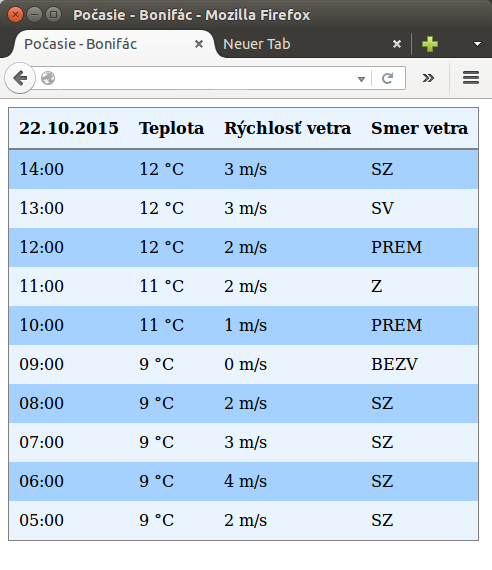 Počasie - Bonifác - Mozilla Firefox
Počasie - Bonifác Neuer Tab
22.10.2015 Teplota Rýchlosť vetra Smer vetra
14:00 12 °C 3 m/s SZ
13:00 12 °C 3 m/s SV
12:00 12 °C 2 m/s PREM
11:00 11 °C 2 m/s Z
10:00 11 °C 1 m/s PREM
09:00 9 °C 0 m/s BEZV
08:00 9 °C 2 m/s SZ
07:00 9 °C 3 m/s SZ
06:00 9 °C 4 m/s SZ
05:00 9 °C 2 m/s SZ